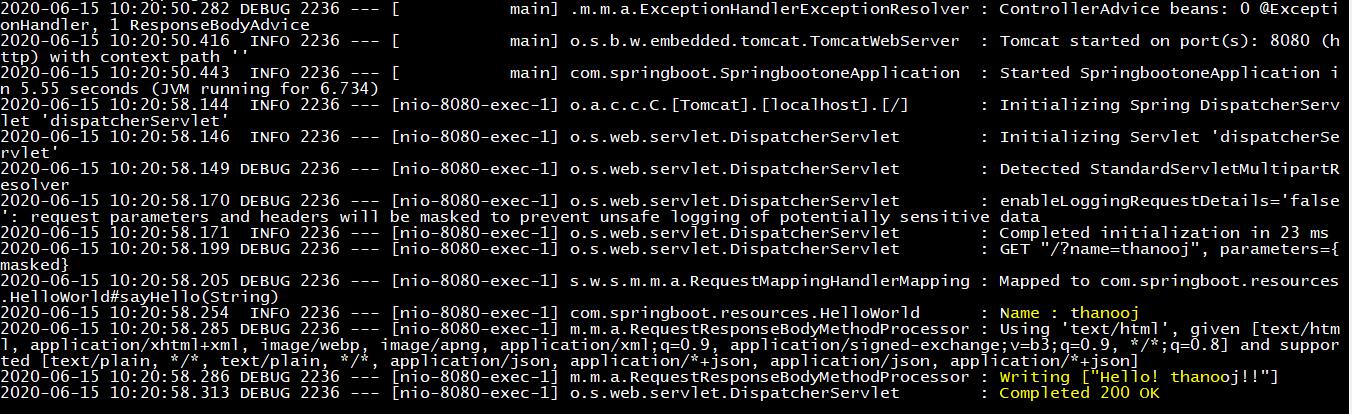 2020-06-15 10:20:50.282 DEBUG 2236 --- [           main] .m.m.a.ExceptionHandlerExceptionResolver : ControllerAdvice beans: 0 @Excepti
onHandler, 1 ResponseBodyAdvice
2020-06-15 10:20:50.416  INFO 2236 --- [           main] o.s.b.w.embedded.tomcat.TomcatWebServer  : Tomcat started on port(s): 8080 (h
ttp) with context path ''
2020-06-15 10:20:50.443  INFO 2236 --- [           main] com.springboot.SpringbootoneApplication  : Started SpringbootoneApplication i
n 5.55 seconds (JVM running for 6.734)
2020-06-15 10:20:58.144  INFO 2236 --- [nio-8080-exec-1] o.a.c.c.C.[Tomcat].[localhost].[/]       : Initializing Spring DispatcherServ
let 'dispatcherServlet'
2020-06-15 10:20:58.146  INFO 2236 --- [nio-8080-exec-1] o.s.web.servlet.DispatcherServlet        : Initializing Servlet 'dispatcherSe
rvlet'
2020-06-15 10:20:58.149 DEBUG 2236 --- [nio-8080-exec-1] o.s.web.servlet.DispatcherServlet        : Detected StandardServletMultipartR
esolver
2020-06-15 10:20:58.170 DEBUG 2236 --- [nio-8080-exec-1] o.s.web.servlet.DispatcherServlet        : enableLoggingRequestDetails='false
': request parameters and headers will be masked to prevent unsafe logging of potentially sensitive data
2020-06-15 10:20:58.171  INFO 2236 --- [nio-8080-exec-1] o.s.web.servlet.DispatcherServlet        : Completed initialization in 23 ms
2020-06-15 10:20:58.199 DEBUG 2236 --- [nio-8080-exec-1] o.s.web.servlet.DispatcherServlet        : GET "/?name=thanooj", parameters={
masked}
2020-06-15 10:20:58.205 DEBUG 2236 --- [nio-8080-exec-1] s.w.s.m.m.a.RequestMappingHandlerMapping : Mapped to com.springboot.resources
.HelloWorld#sayHello(String)
2020-06-15 10:20:58.254  INFO 2236 --- [nio-8080-exec-1] com.springboot.resources.HelloWorld      : Name : thanooj
2020-06-15 10:20:58.285 DEBUG 2236 --- [nio-8080-exec-1] m.m.a.RequestResponseBodyMethodProcessor : Using 'text/html', given [text/htm
l, application/xhtml+xml, image/webp, image/apng, application/xml;q=0.9, application/signed-exchange;v=b3;q=0.9, */*;q=0.8] and suppor
ted [text/plain, */*, text/plain, */*, application/json, application/*+json, application/json, application/*+json]
2020-06-15 10:20:58.286 DEBUG 2236 --- [nio-8080-exec-1] m.m.a.RequestResponseBodyMethodProcessor : Writing ["Hello! thanooj!!"]
2020-06-15 10:20:58.313 DEBUG 2236 --- [nio-8080-exec-1] o.s.web.servlet.DispatcherServlet        : Completed 200 OK